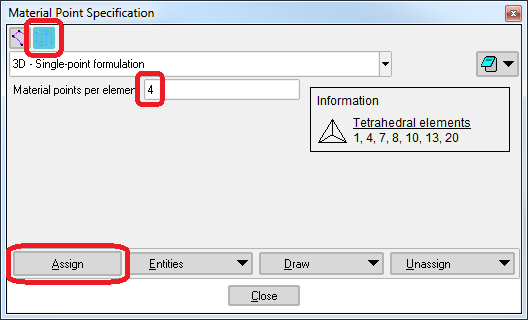 Material Point Specification
3D - Single-point formulation
Material points per elemen 4
Information
Tetrahedral elements
1, 4, 7, 8, 10, 13, 20
Assign Entities Draw Unassign
Close